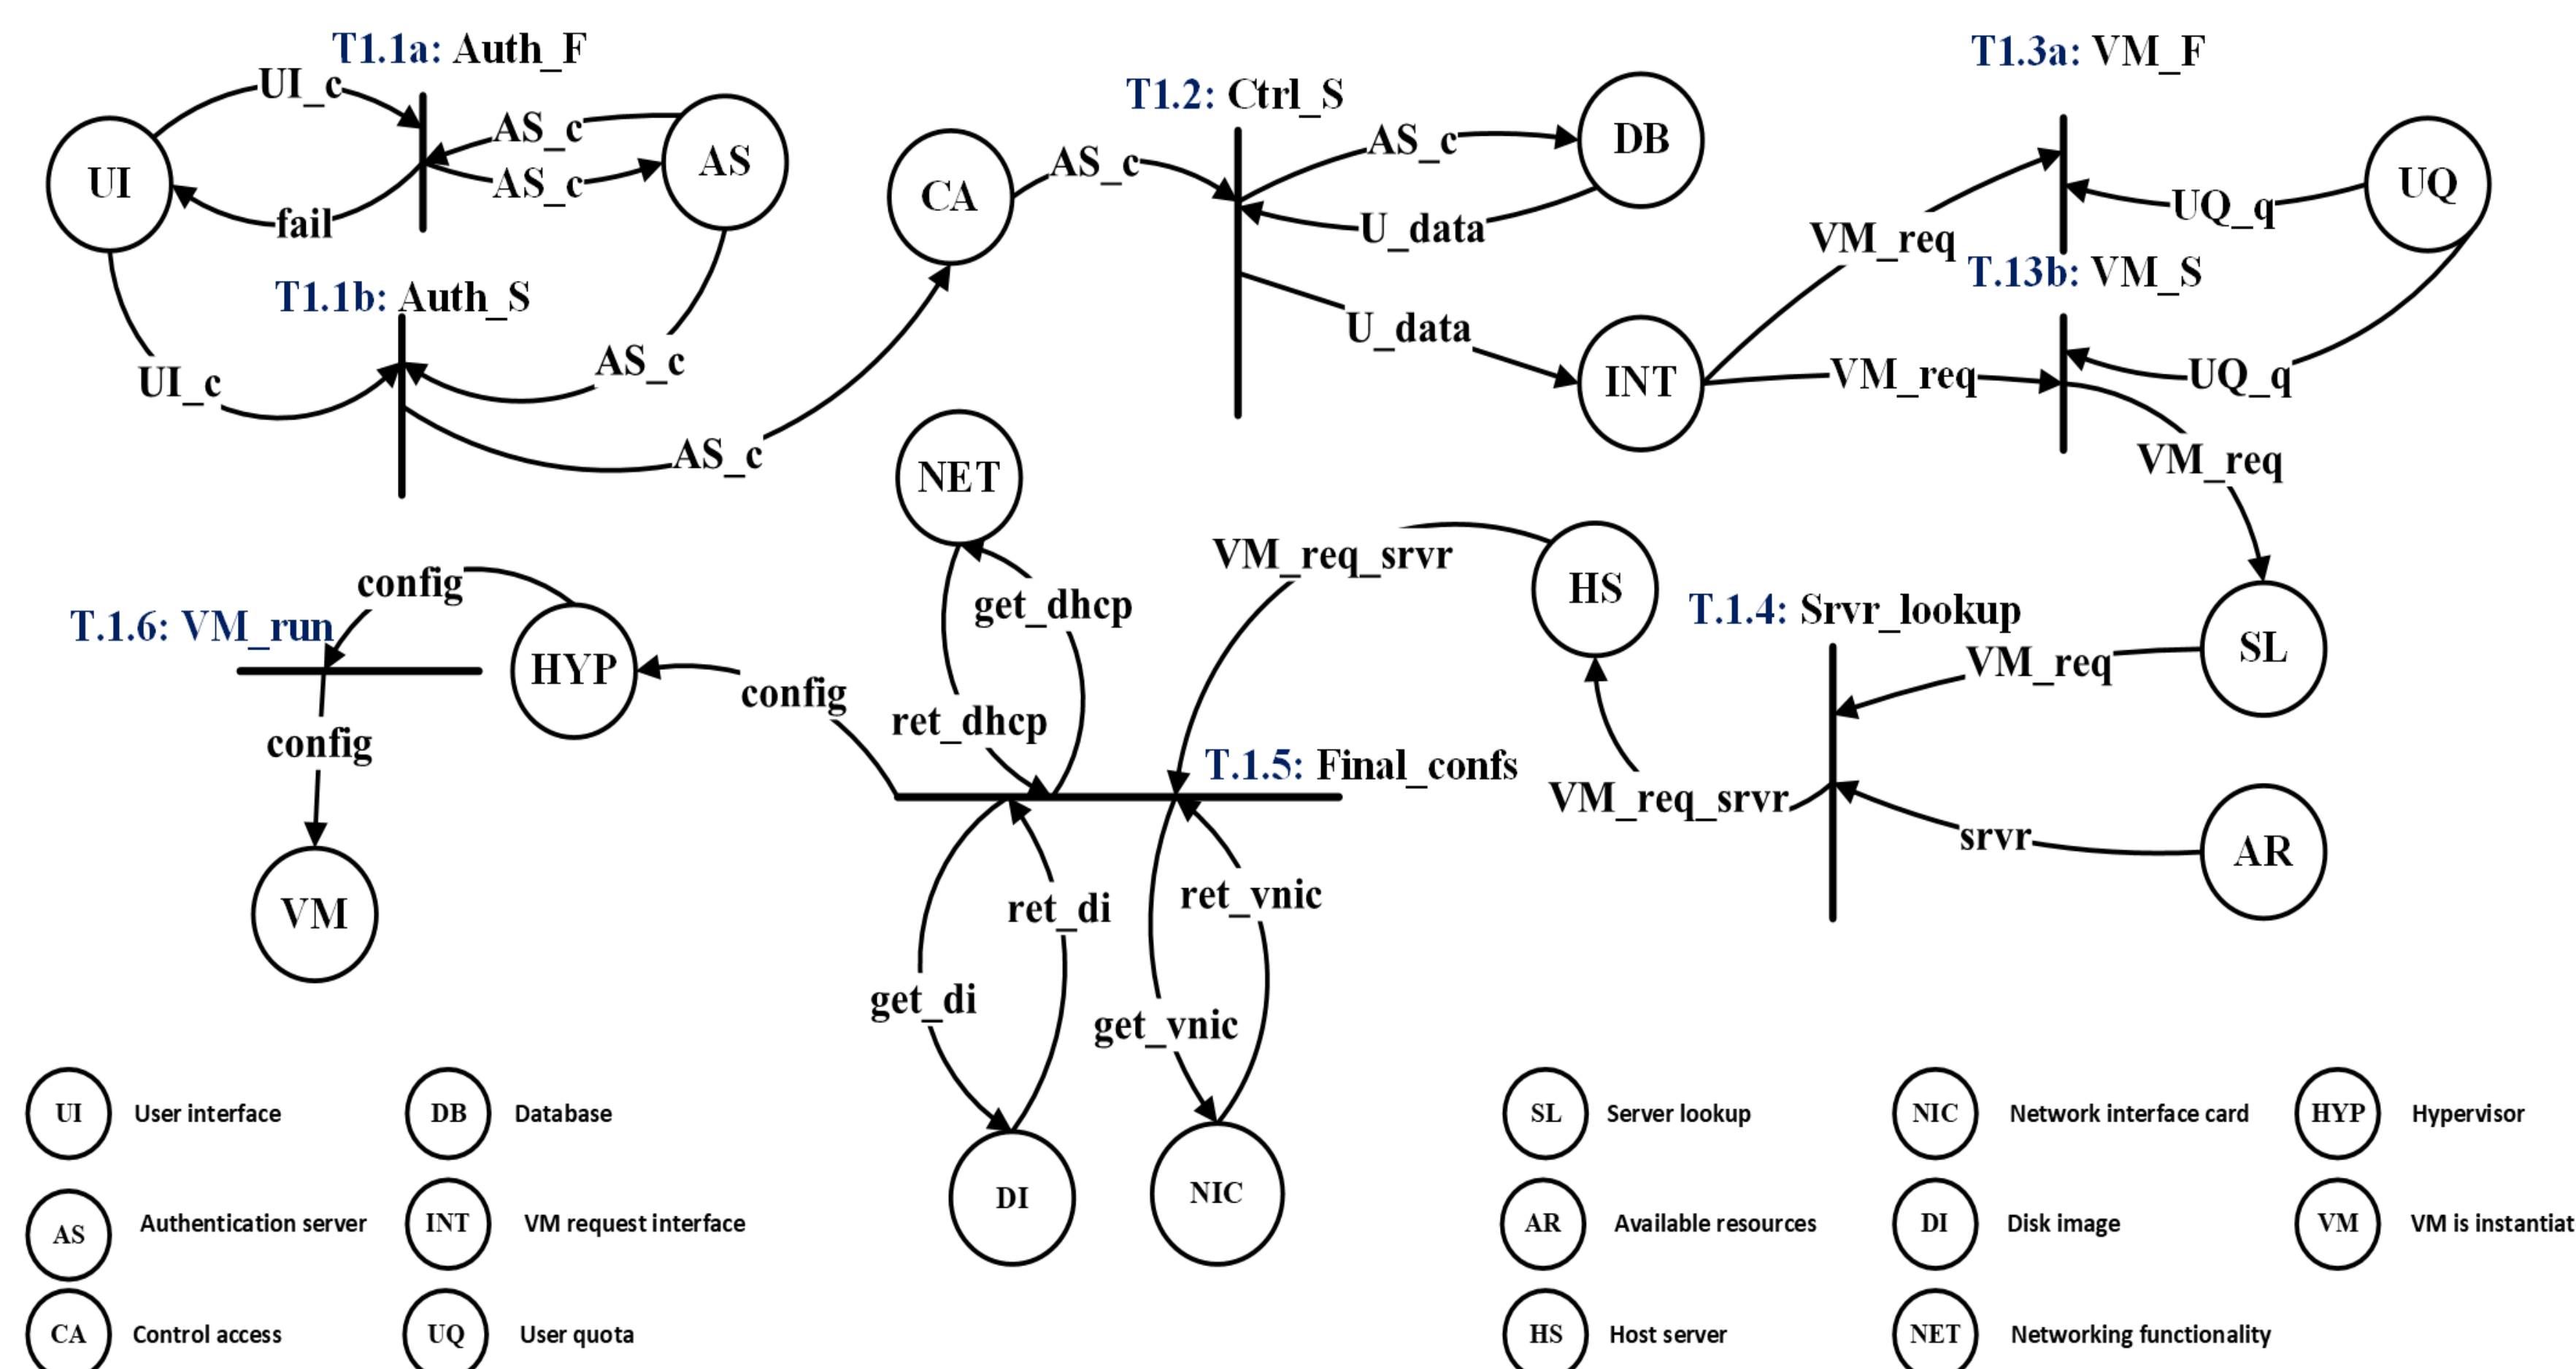 T1.1a: Auth_F
UI_c
AS_c
AS_c
fail
UI
AS
T1.1b: Auth_S
UI_c
AS_c
AS_c
CA
AS_c
T1.2: Ctrl_S
AS_c
U_data
U_data
DB
INT
T1.3a: VM_F
VM_req
UQ_q
UQ
T.13b: VM_S
VM_req
UQ_q
VM_req
SL
T.1.4: Srvr_lookup
VM_req
srvr
AR
VM_req_srvr
HS
VM_req_srvr
NET
get_dhcp
ret_dhcp
T.1.5: Final_confs
config
HYP
config
T.1.6: VM_run
config
VM
get_di
ret_di
DI
get_vnic
ret_vnic
NIC
UI User interface
DB Database
SL Server lookup
NIC Network interface card
HYP Hypervisor
AS Authentication server
INT VM request interface
AR Available resources
DI Disk image
VM VM is instantiat
CA Control access
UQ User quota
HS Host server
NET Networking functionality